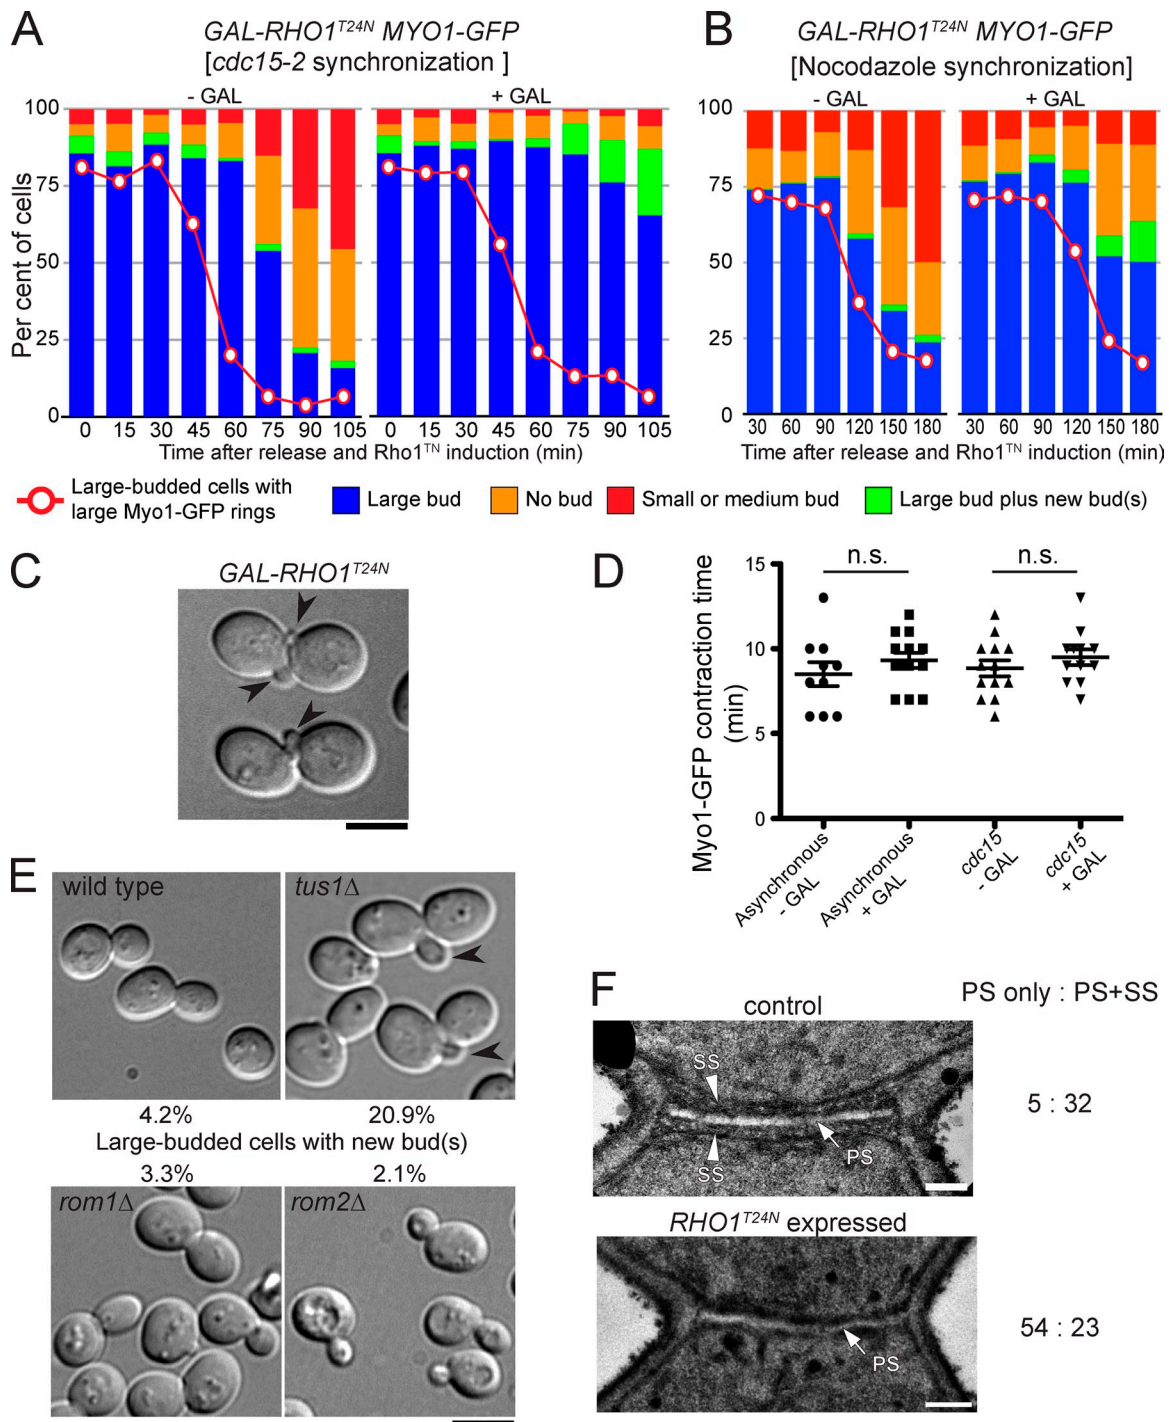 A
GAL-RHO1T24N MYO1-GFP
[cdc15-2 synchronization ]
- GAL
+ GAL
100
75
50
25
0
Per cent of cells
0 15 30 45 60 75 90 105
0 15 30 45 60 75 90 105
Time after release and Rho1TN induction (min)
B
GAL-RHO1T24N MYO1-GFP
[Nocodazole synchronization]
- GAL
+ GAL
100
75
50
25
0
30 60 90 120 150 180
30 60 90 120 150 180
Time after release and Rho1TN induction (min)
Large-budded cells with
large Myo1-GFP rings
Large bud
No bud
Small or medium bud
Large bud plus new bud(s)
C
GAL-RHO1T24N
D
n.s.
n.s.
15
10
5
0
Myo1-GFP contraction time
(min)
Asynchronous
- GAL
Asynchronous
+ GAL
cdc15
- GAL
cdc15
+ GAL
E
wild type
tus1Δ
4.2%
20.9%
Large-budded cells with new bud(s)
3.3%
2.1%
rom1Δ
rom2Δ
F
PS only : PS+SS
control
SS
SS
PS
5 : 32
RHO1T24N expressed
PS
54 : 23